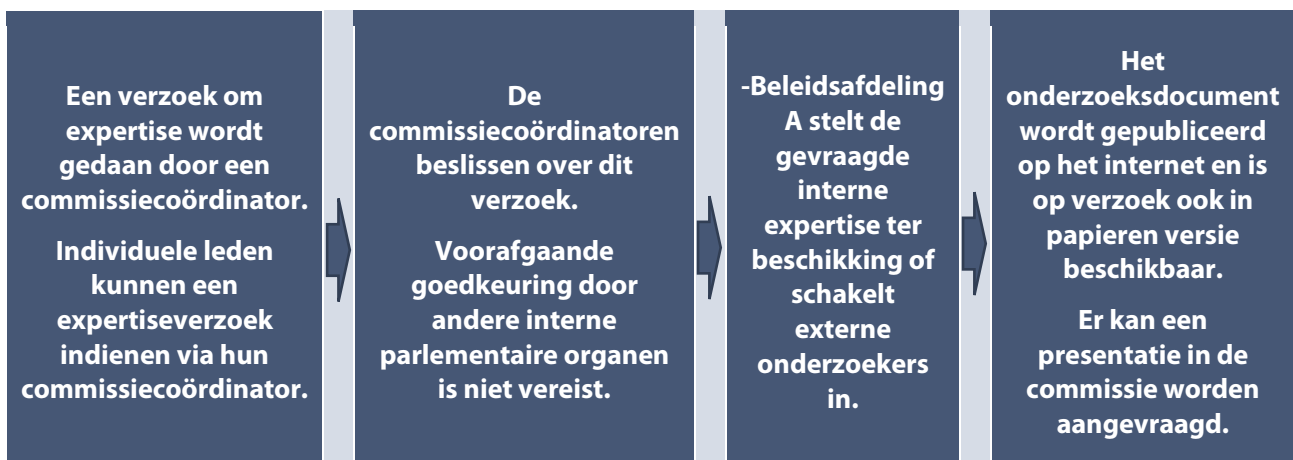 Een verzoek om
expertise wordt
gedaan door een
commissiecoördinator.
Individuele leden
kunnen een
expertiseverzoek
indienen via hun
commissiecoördinator.
De
commissiecoördinatoren
beslissen over dit
verzoek.
Voorafgaande
goedkeuring door
andere interne
parlementaire organen
is niet vereist.
-Beleidsafdeling
A stelt de
gevraagde
interne
expertise ter
beschikking of
schakelt
externe
onderzoekers
in.
Het
onderzoeksdocument
wordt gepubliceerd
op het internet en is
op verzoek ook in
papieren versie
beschikbaar.
Er kan een
presentatie in de
commissie worden
aangevraagd.